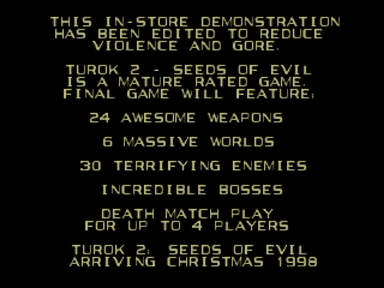 THIS IN-STORE DEMONSTRATION
HAS BEEN EDITED TO REDUCE
VIOLENCE AND GORE.
TUROK 2 - SEEDS OF EVIL
IS A MATURE RATED GAME.
FINAL GAME WILL FEATURE:
24 AWESOME WEAPONS
6 MASSIVE WORLDS
30 TERRIFYING ENEMIES
INCREDIBLE BOSSES
DEATH MATCH PLAY
FOR UP TO 4 PLAYERS
TUROK 2: SEEDS OF EVIL
ARRIVING CHRISTMAS 1998